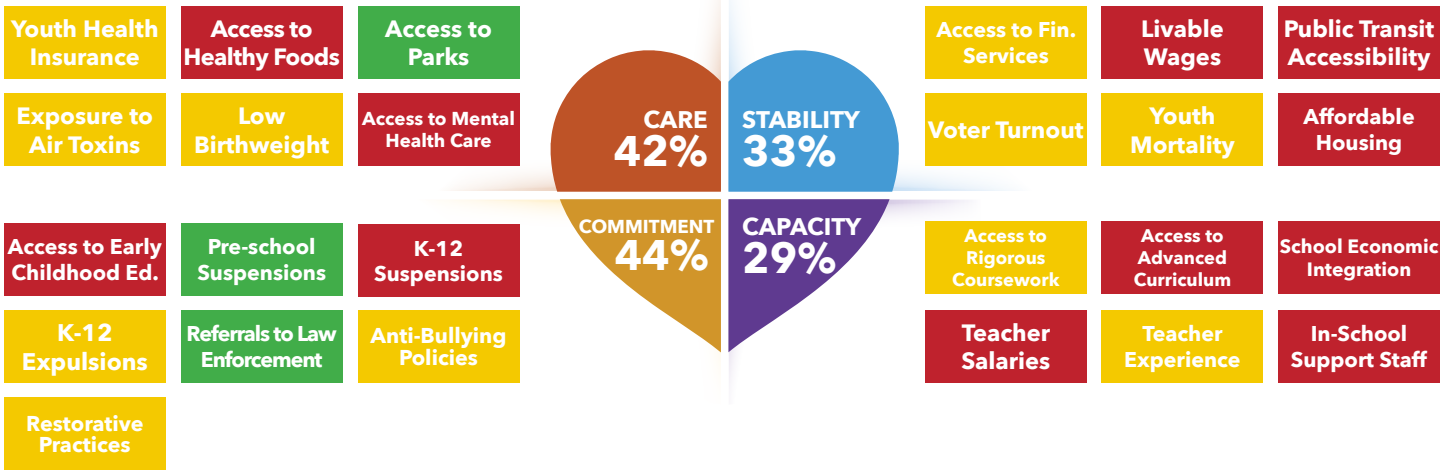 Youth Health
Insurance
Access to
Healthy Foods
Access to
Parks
Exposure to
Air Toxins
Low
Birthweight
Access to Mental
Health Care
CARE
42%
STABILITY
33%
Access to Fin.
Services
Livable
Wages
Public Transit
Accessibility
Voter Turnout
Youth
Mortality
Affordable
Housing
Access to Early
Childhood Ed.
Pre-school
Suspensions
K-12
Suspensions
K-12
Expulsions
Referrals to Law
Enforcement
Anti-Bullying
Policies
Restorative
Practices
COMMITMENT
44%
CAPACITY
29%
Access to
Rigorous
Coursework
Access to
Advanced
Curriculum
School Economic
Integration
Teacher
Salaries
Teacher
Experience
In-School
Support Staff